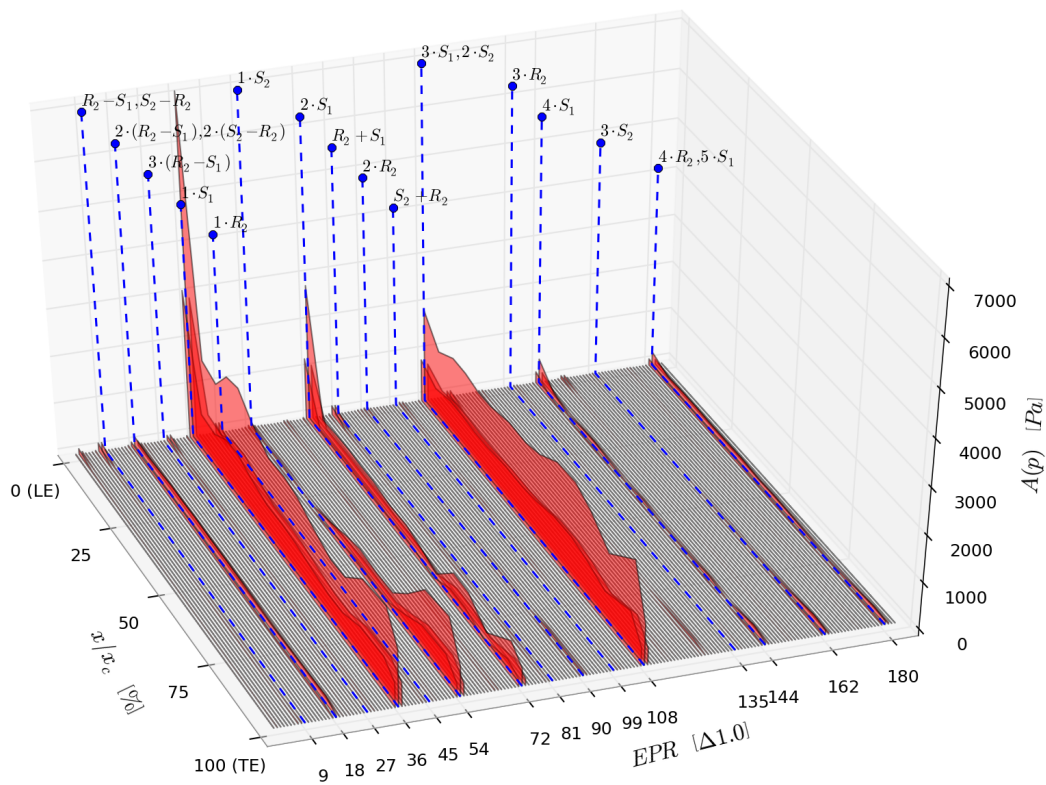 3·S₁,2·S₂
1·S₂
3·R₂
R₂−S₁,S₂−R₂
2·S₁
4·S₁
2·(R₂−S₁),2·(S₂−R₂)
R₂+S₁
3·S₂
3·(R₂−S₁)
2·R₂
4·R₂,5·S₁
1·S₁
S₂+R₂
1·R₂
7000
6000
5000
4000
3000
2000
1000
0
A(p) [Pa]
0 (LE)
25
50
75
100 (TE)
x/x_c [%]
9
18
27
36
45
54
72
81
90
99
108
135
144
162
180
EPR [Δ1.0]